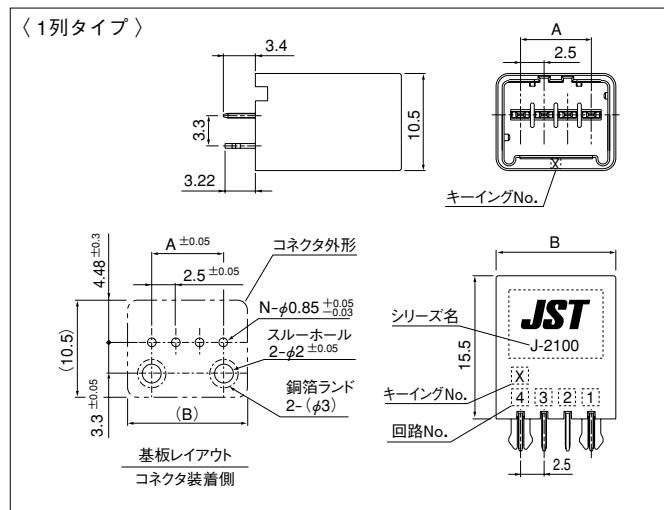 〈 1列タイプ 〉
3.4
3.3
3.22
10.5
A
2.5
X
キーイングNo.
4.48±0.3
A ±0.05
コネクタ外形
2.5 ±0.05
(10.5)
N-φ0.85 +0.05 -0.03
スルーホール
2-φ2 ±0.05
銅箔ランド
2-(φ3)
3.3±0.05
(B)
基板レイアウト
コネクタ装着側
B
15.5
シリーズ名
JST
J-2100
キーイングNo.
X
回路No.
4 3 2 1
2.5